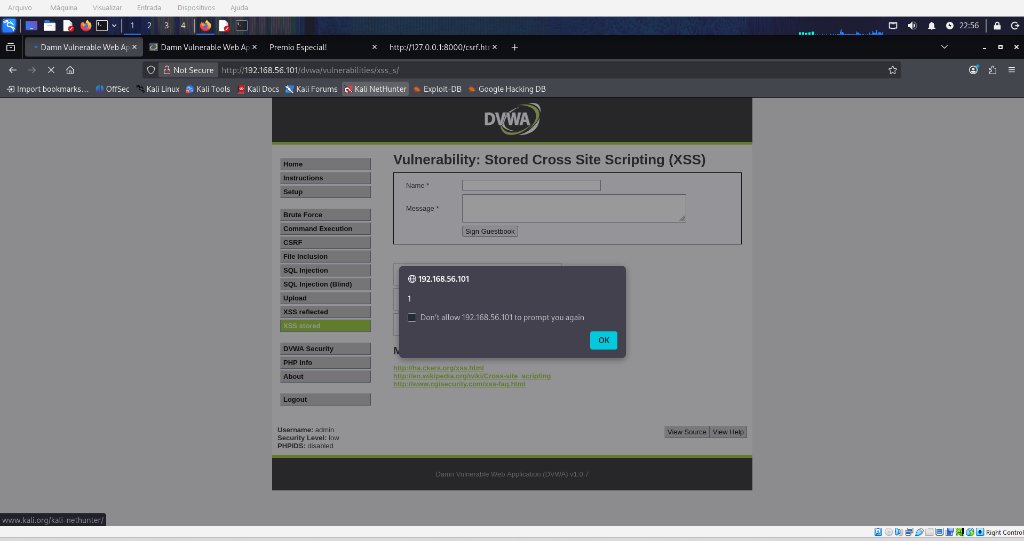 Arquivo Máquina Visualizar Entrada Dispositivos Ajuda
1 2 3 4 22:56
Damn Vulnerable Web Ap Damn Vulnerable Web Ap Premio Especial! http://127.0.0.1:8000/csrf.ht
Not Secure http://192.168.56.101/dvwa/vulnerabilities/xss_s/
Import bookmarks... OffSec Kali Linux Kali Tools Kali Docs Kali Forums Kali NetHunter Exploit-DB Google Hacking DB
DVWA
Vulnerability: Stored Cross Site Scripting (XSS)
Home
Instructions
Setup
Brute Force
Command Execution
CSRF
File Inclusion
SQL Injection
SQL Injection (Blind)
Upload
XSS reflected
XSS stored
DVWA Security
PHP Info
About
Logout
Name *
Message *
Sign Guestbook
192.168.56.101
1
Don't allow 192.168.56.101 to prompt you again
OK
M
http://ha.ckers.org/xss.html
http://en.wikipedia.org/wiki/Cross-site_scripting
http://www.cgisecurity.com/xss-faq.html
Username: admin
Security Level: low
PHPIDS: disabled
View Source View Help
Damn Vulnerable Web Application (DVWA) v1.0.7
www.kali.org/kali-nethunter/
Right Control